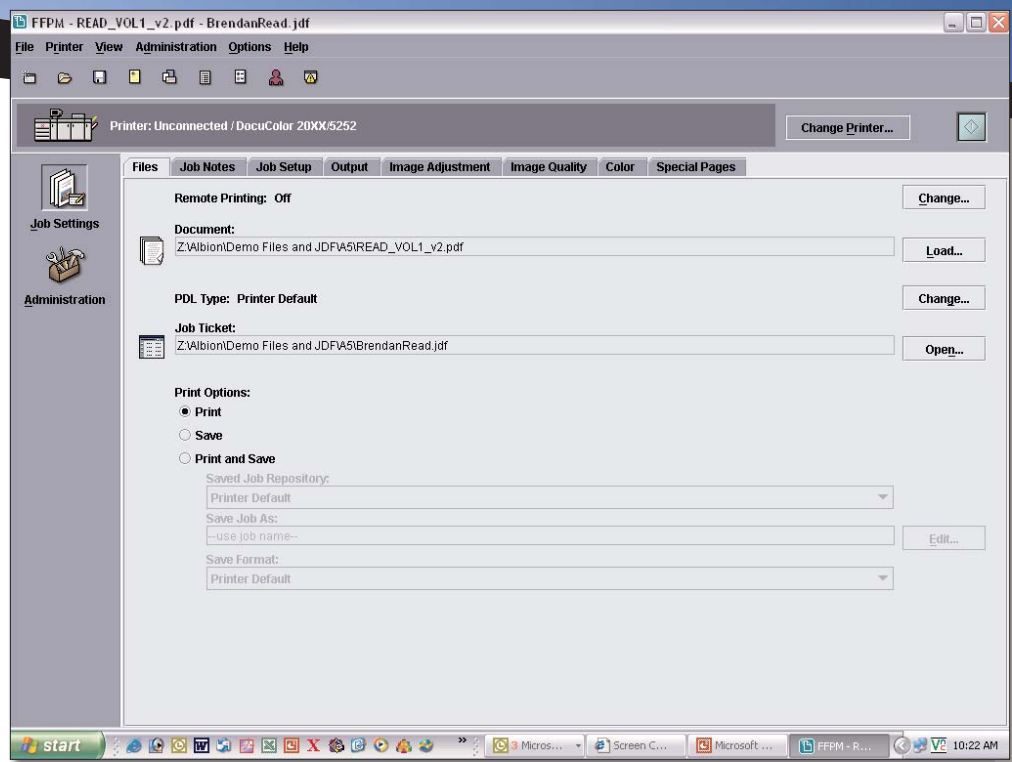 FFPM - READ_VOL1_v2.pdf - BrendanRead.jdf
File Printer View Administration Options Help
Printer: Unconnected / DocuColor 20XX/5252
Change Printer...
Files Job Notes Job Setup Output Image Adjustment Image Quality Color Special Pages
Job Settings
Administration
Remote Printing: Off
Change...
Document:
Z:\Albion\Demo Files and JDF\A5\READ_VOL1_v2.pdf
Load...
PDL Type: Printer Default
Change...
Job Ticket:
Z:\Albion\Demo Files and JDF\A5\BrendanRead.jdf
Open...
Print Options:
Print
Save
Print and Save
Saved Job Repository:
Printer Default
Save Job As:
--use job name--
Edit...
Save Format:
Printer Default
start
3 Micros...
Screen C...
Microsoft ...
FFPM - R...
10:22 AM